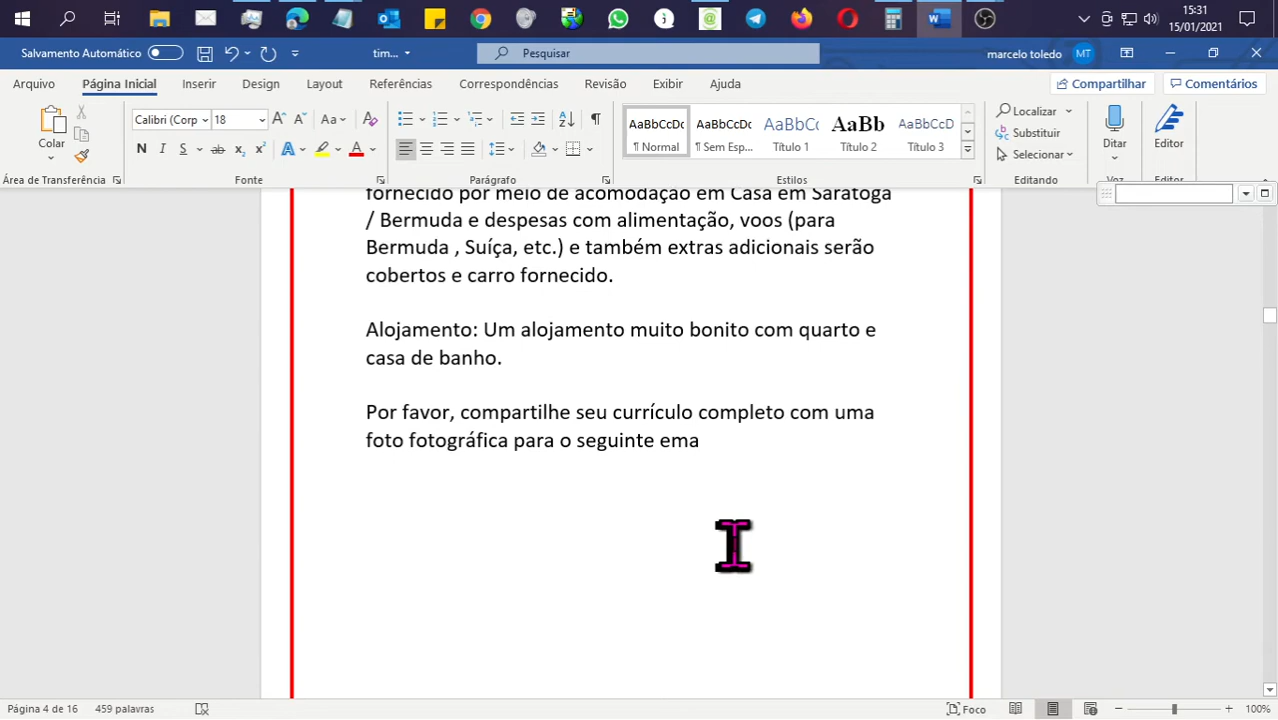 15:31
15/01/2021
Salvamento Automático
tim...
Pesquisar
marcelo toledo MT
Arquivo Página Inicial Inserir Design Layout Referências Correspondências Revisão Exibir Ajuda
Compartilhar Comentários
Colar
Calibri (Corp 18
N I S ab x₂ x²
AaBbCcDc AaBbCcDc AaBbCc AaBb AaBbCcD
¶ Normal ¶ Sem Esp... Título 1 Título 2 Título 3
Localizar
Substituir
Selecionar
Ditar
Editor
Área de Transferência Fonte Parágrafo Estilos Editando Voz Editor
fornecido por meio de acomodação em Casa em Saratoga
/ Bermuda e despesas com alimentação, voos (para
Bermuda , Suíça, etc.) e também extras adicionais serão
cobertos e carro fornecido.
Alojamento: Um alojamento muito bonito com quarto e
casa de banho.
Por favor, compartilhe seu currículo completo com uma
foto fotográfica para o seguinte ema
Página 4 de 16 459 palavras Foco 100%